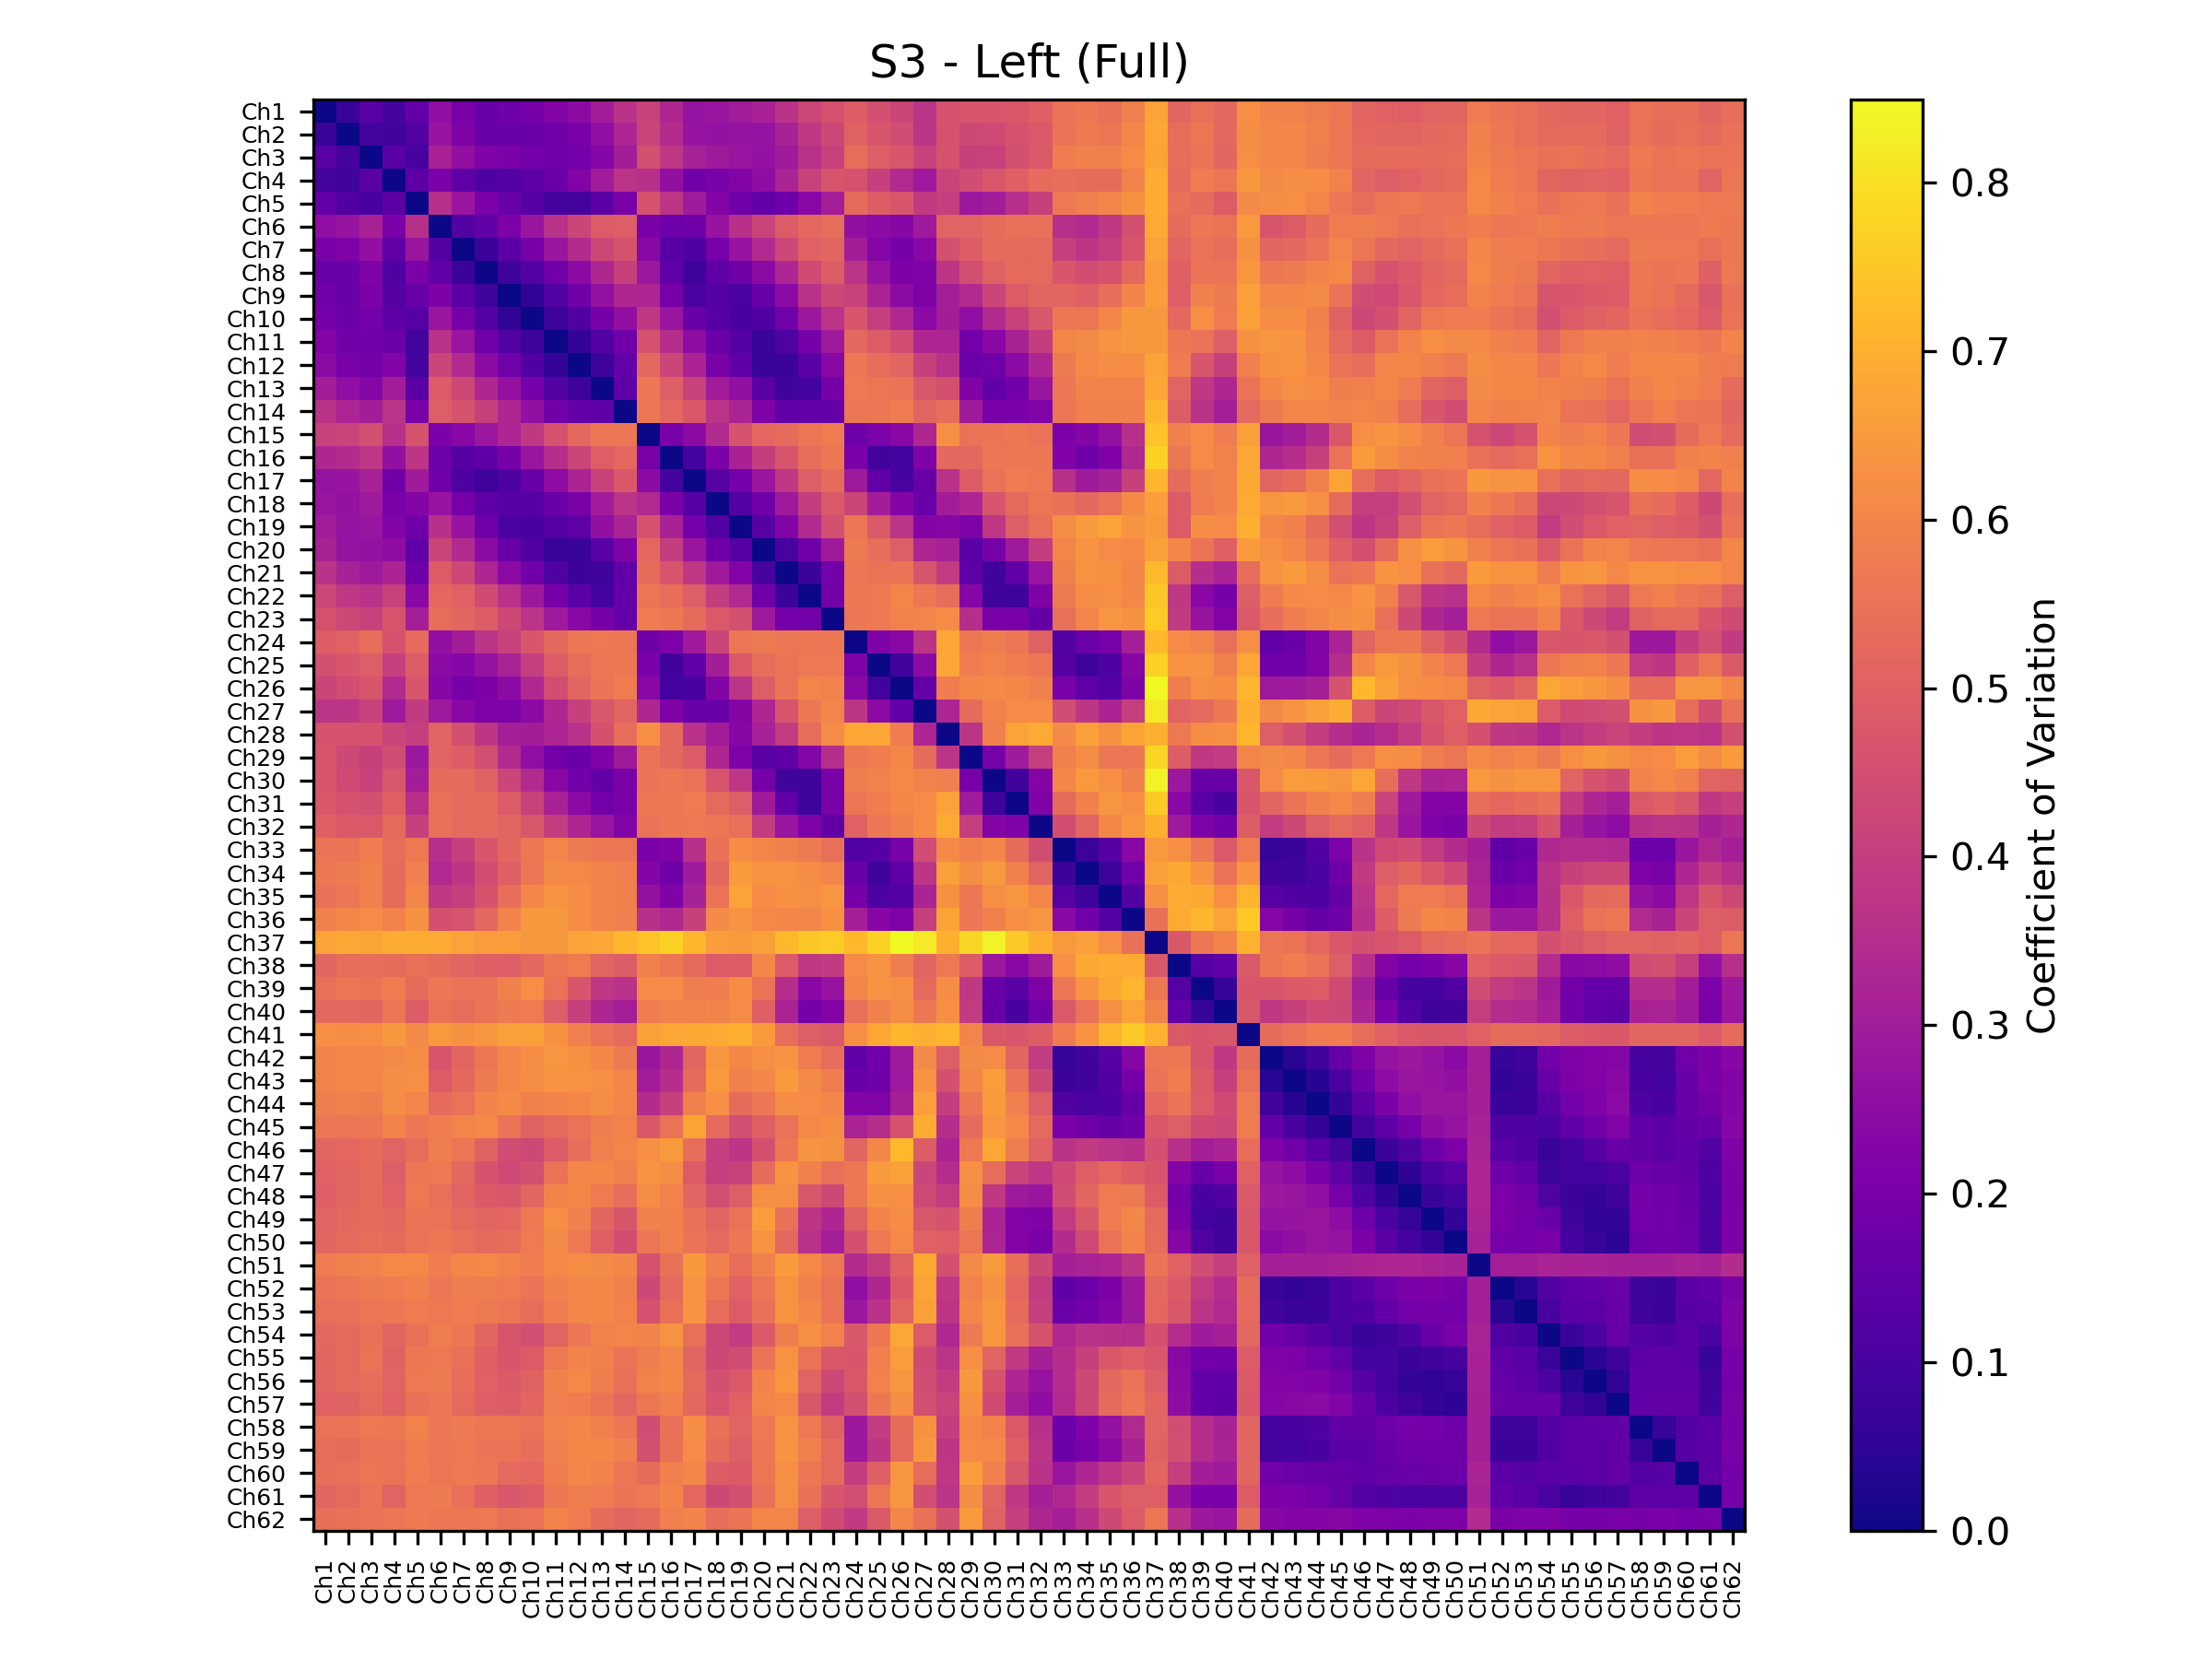 S3 - Left (Full)
Ch1
Ch2
Ch3
Ch4
Ch5
Ch6
Ch7
Ch8
Ch9
Ch10
Ch11
Ch12
Ch13
Ch14
Ch15
Ch16
Ch17
Ch18
Ch19
Ch20
Ch21
Ch22
Ch23
Ch24
Ch25
Ch26
Ch27
Ch28
Ch29
Ch30
Ch31
Ch32
Ch33
Ch34
Ch35
Ch36
Ch37
Ch38
Ch39
Ch40
Ch41
Ch42
Ch43
Ch44
Ch45
Ch46
Ch47
Ch48
Ch49
Ch50
Ch51
Ch52
Ch53
Ch54
Ch55
Ch56
Ch57
Ch58
Ch59
Ch60
Ch61
Ch62
Ch1
Ch2
Ch3
Ch4
Ch5
Ch6
Ch7
Ch8
Ch9
Ch10
Ch11
Ch12
Ch13
Ch14
Ch15
Ch16
Ch17
Ch18
Ch19
Ch20
Ch21
Ch22
Ch23
Ch24
Ch25
Ch26
Ch27
Ch28
Ch29
Ch30
Ch31
Ch32
Ch33
Ch34
Ch35
Ch36
Ch37
Ch38
Ch39
Ch40
Ch41
Ch42
Ch43
Ch44
Ch45
Ch46
Ch47
Ch48
Ch49
Ch50
Ch51
Ch52
Ch53
Ch54
Ch55
Ch56
Ch57
Ch58
Ch59
Ch60
Ch61
Ch62
0.8
0.7
0.6
0.5
0.4
0.3
0.2
0.1
0.0
Coefficient of Variation